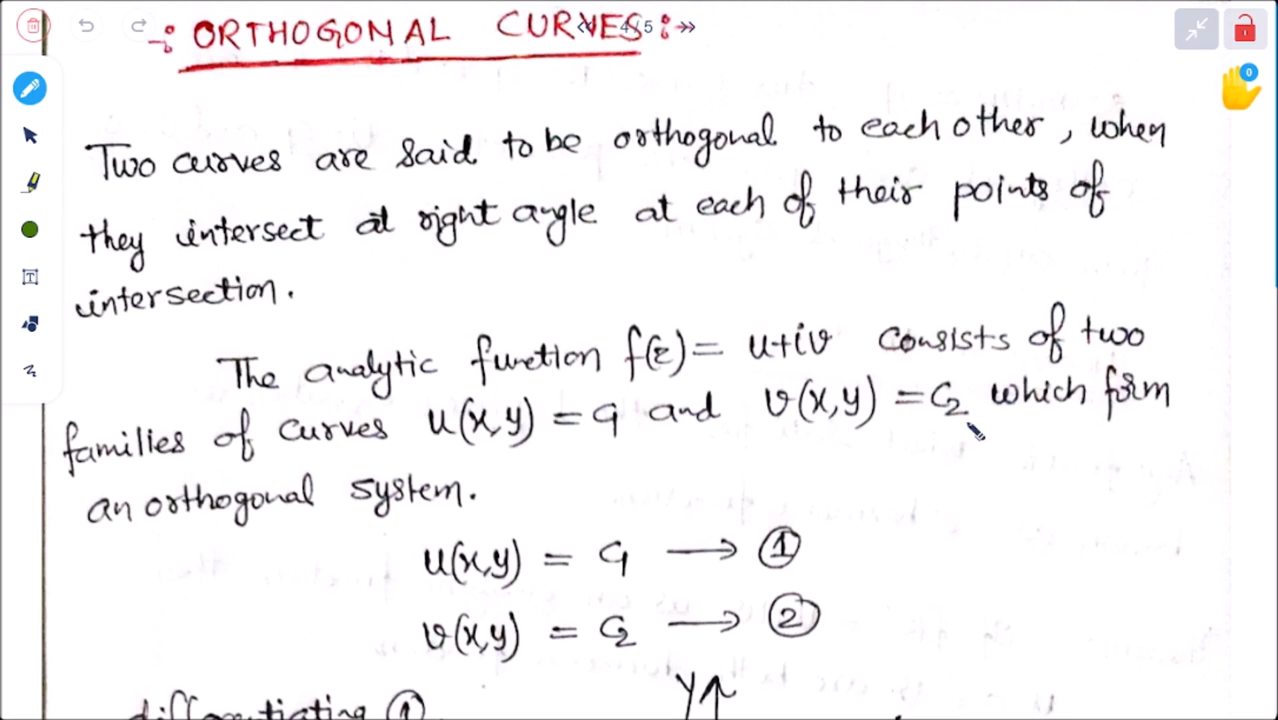 -: ORTHOGONAL CURVES :-
Two curves are said to be orthogonal to each other, when
they intersect at right angle at each of their points of
intersection.
The analytic function f(z) = u+iv consists of two
families of curves u(x,y) = C1 and v(x,y) = C2 which form
an orthogonal system.
u(x,y) = C1 → ①
v(x,y) = C2 → ②
Y↑
differentiating ①